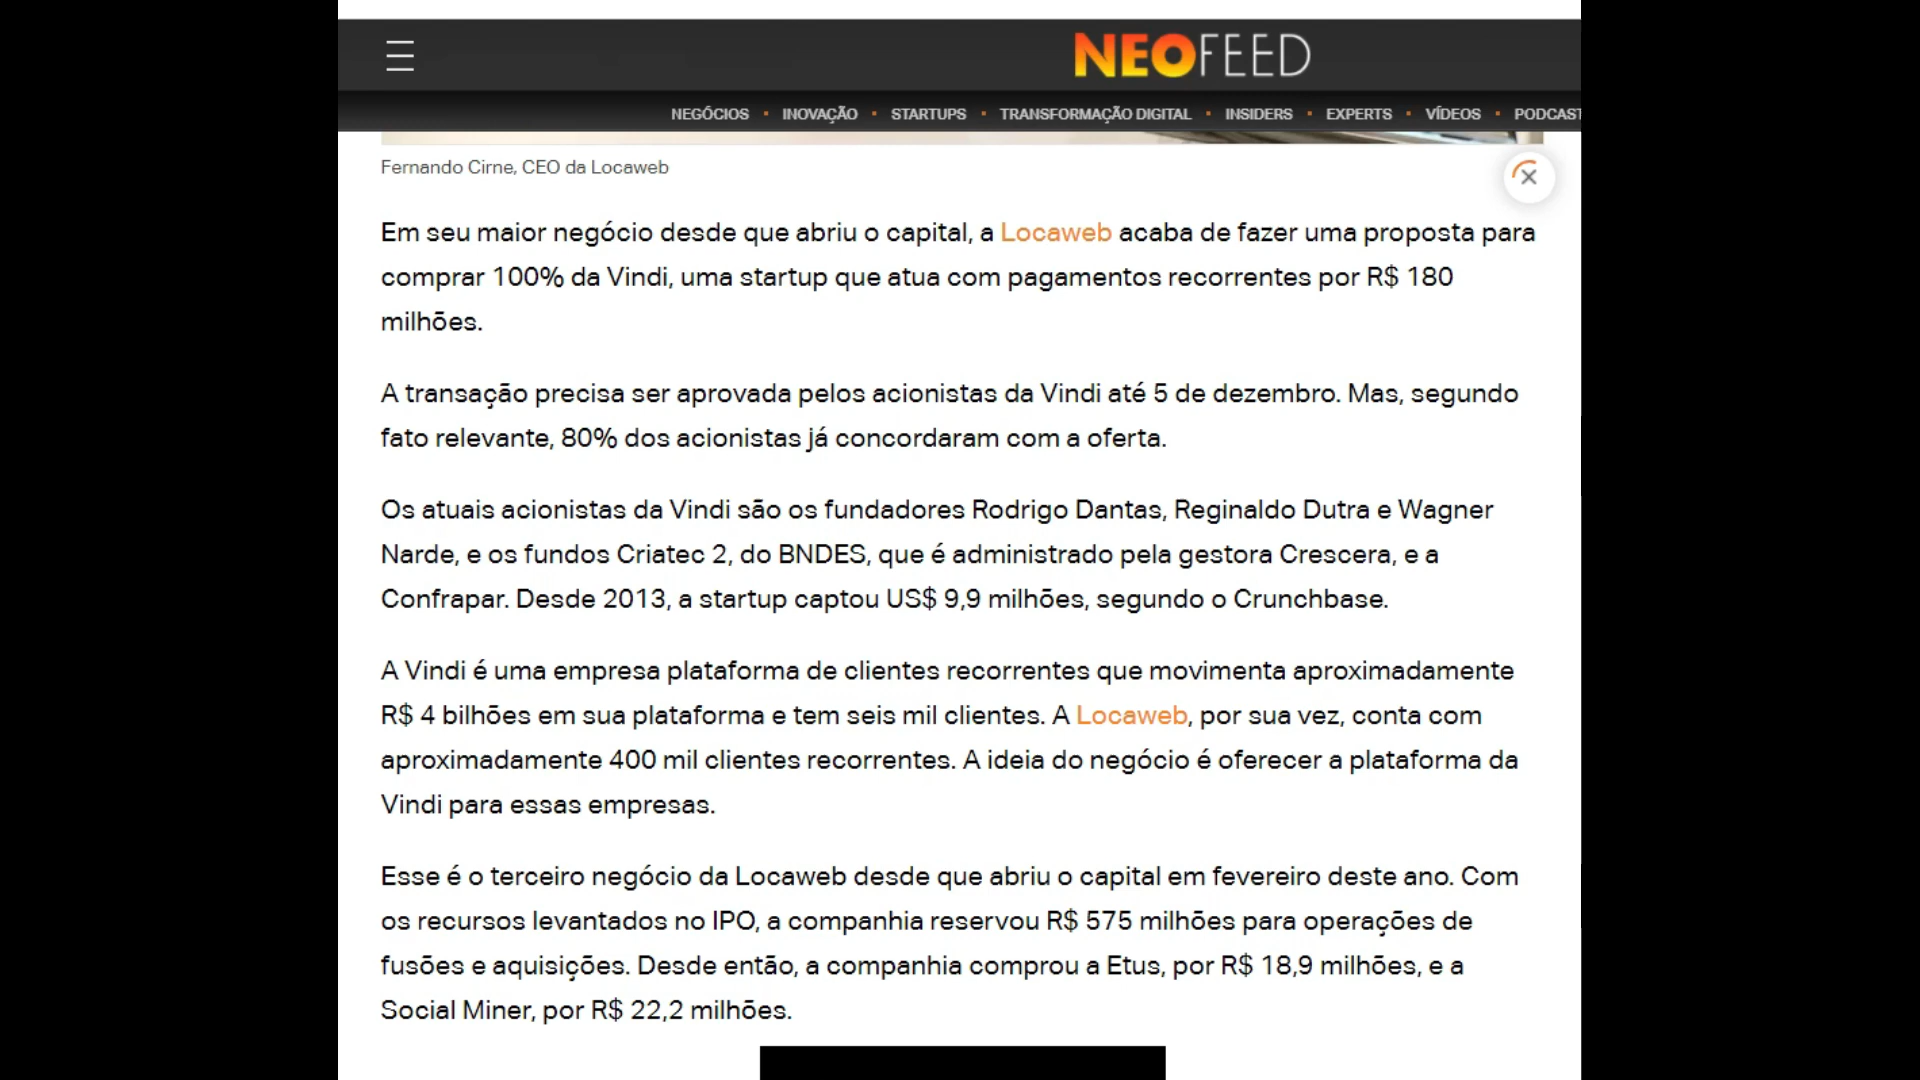 NEOFEED
NEGÓCIOS • INOVAÇÃO • STARTUPS • TRANSFORMAÇÃO DIGITAL • INSIDERS • EXPERTS • VÍDEOS • PODCAST
Fernando Cirne, CEO da Locaweb
Em seu maior negócio desde que abriu o capital, a Locaweb acaba de fazer uma proposta para
comprar 100% da Vindi, uma startup que atua com pagamentos recorrentes por R$ 180
milhões.
A transação precisa ser aprovada pelos acionistas da Vindi até 5 de dezembro. Mas, segundo
fato relevante, 80% dos acionistas já concordaram com a oferta.
Os atuais acionistas da Vindi são os fundadores Rodrigo Dantas, Reginaldo Dutra e Wagner
Narde, e os fundos Criatec 2, do BNDES, que é administrado pela gestora Crescera, e a
Confrapar. Desde 2013, a startup captou US$ 9,9 milhões, segundo o Crunchbase.
A Vindi é uma empresa plataforma de clientes recorrentes que movimenta aproximadamente
R$ 4 bilhões em sua plataforma e tem seis mil clientes. A Locaweb, por sua vez, conta com
aproximadamente 400 mil clientes recorrentes. A ideia do negócio é oferecer a plataforma da
Vindi para essas empresas.
Esse é o terceiro negócio da Locaweb desde que abriu o capital em fevereiro deste ano. Com
os recursos levantados no IPO, a companhia reservou R$ 575 milhões para operações de
fusões e aquisições. Desde então, a companhia comprou a Etus, por R$ 18,9 milhões, e a
Social Miner, por R$ 22,2 milhões.